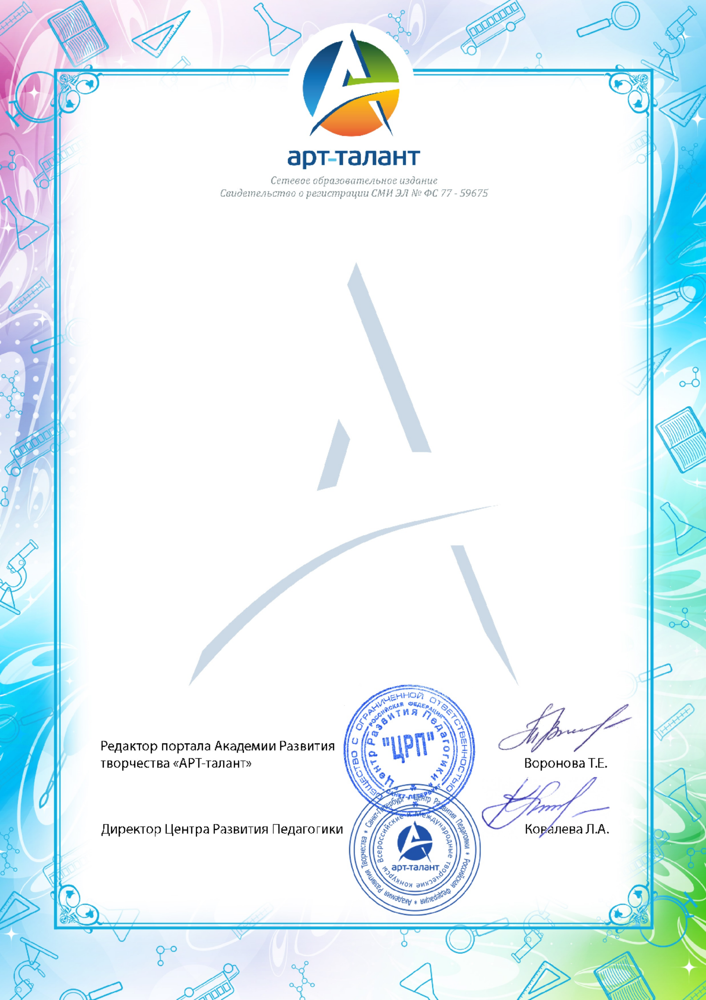 арт-талант
Сетевое образовательное издание
Свидетельство о регистрации СМИ ЭЛ № ФС 77 - 59675
ОБЩЕСТВО С ОГРАНИЧЕННОЙ ОТВЕТСТВЕННОСТЬЮ
РОССИЙСКАЯ ФЕДЕРАЦИЯ
"Центр Развития Педагогики"
"ЦРП"
САНКТ-ПЕТЕРБУРГ
Редактор портала Академии Развития
творчества «АРТ-талант»
Воронова Т.Е.
Директор Центра Развития Педагогики
Ковалева Л.А.
Санкт-Петербург * Центр Развития Педагогики * Российская Федерация * Академия Развития Творчества *
Всероссийские и Международные творческие конкурсы
арт-талант